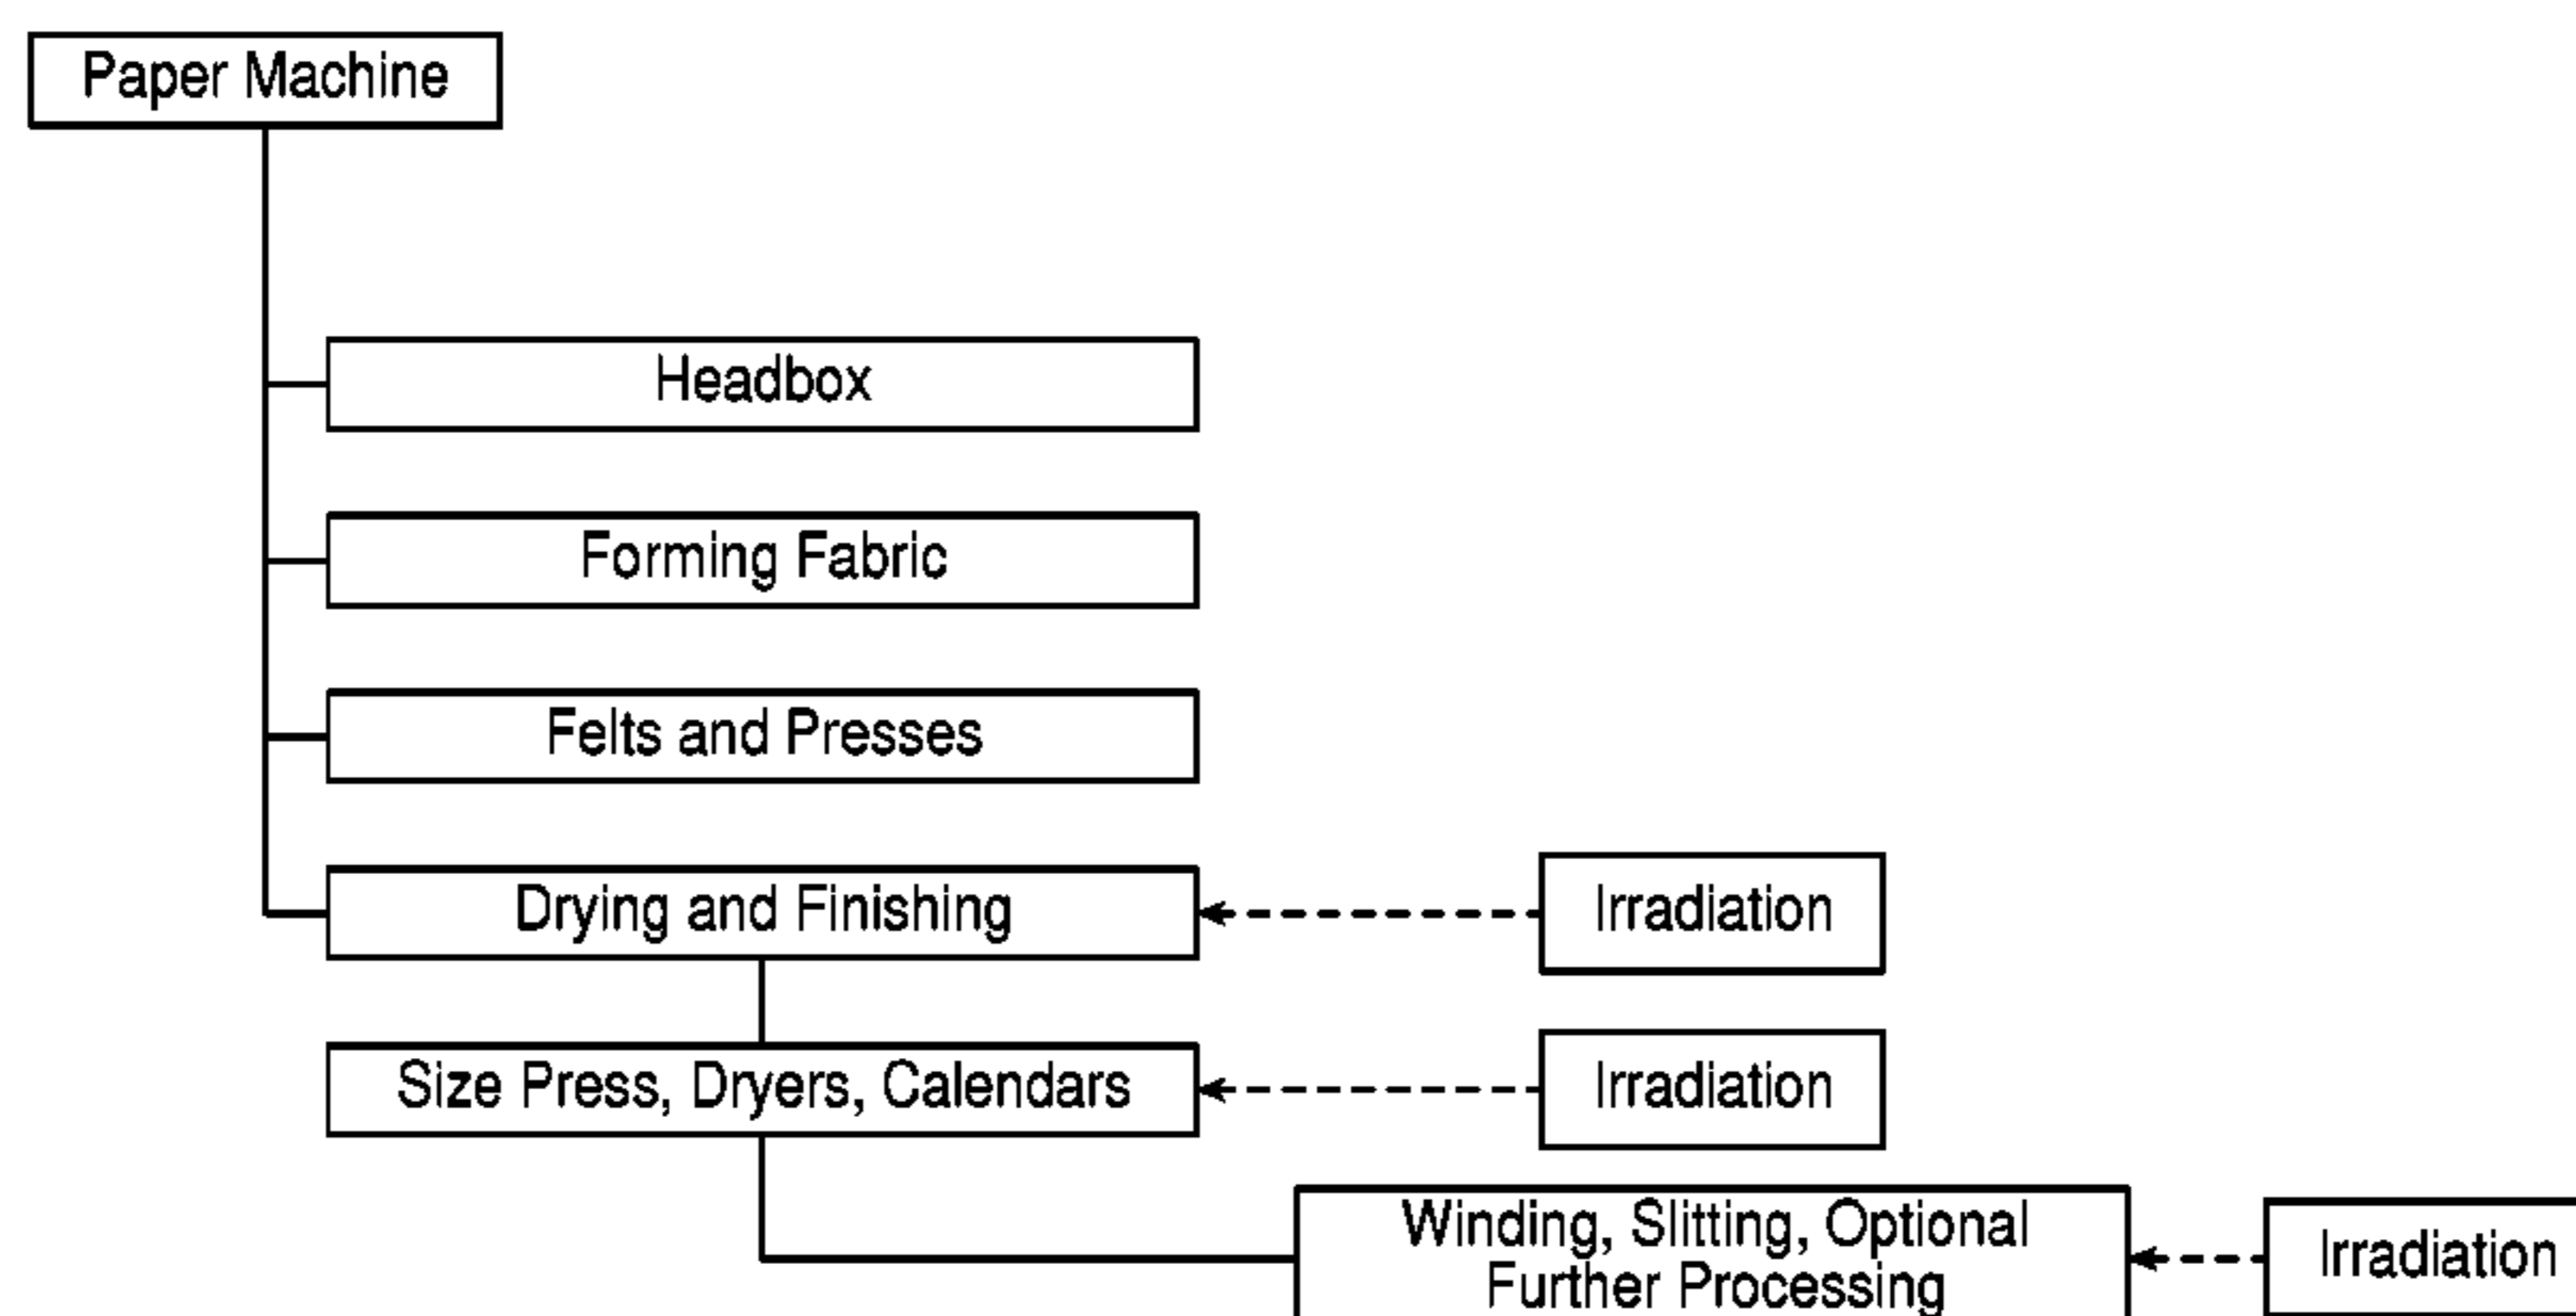 Paper Machine
Headbox
Forming Fabric
Felts and Presses
Drying and Finishing
Irradiation
Size Press, Dryers, Calendars
Irradiation
Winding, Slitting, Optional
Further Processing
Irradiation